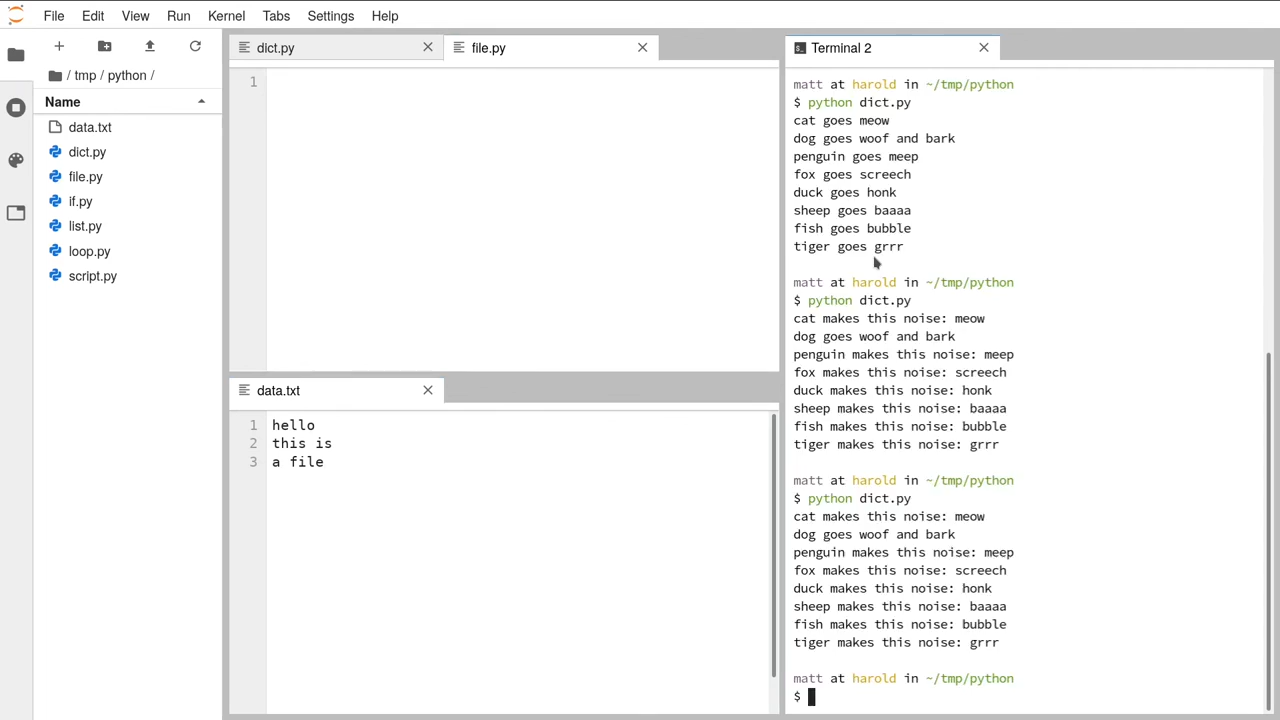 File Edit View Run Kernel Tabs Settings Help
/ tmp / python /
Name
data.txt
dict.py
file.py
if.py
list.py
loop.py
script.py
dict.py
file.py
1
data.txt
1 hello
2 this is
3 a file
Terminal 2
matt at harold in ~/tmp/python
$ python dict.py
cat goes meow
dog goes woof and bark
penguin goes meep
fox goes screech
duck goes honk
sheep goes baaaa
fish goes bubble
tiger goes grrr
matt at harold in ~/tmp/python
$ python dict.py
cat makes this noise: meow
dog goes woof and bark
penguin makes this noise: meep
fox makes this noise: screech
duck makes this noise: honk
sheep makes this noise: baaaa
fish makes this noise: bubble
tiger makes this noise: grrr
matt at harold in ~/tmp/python
$ python dict.py
cat makes this noise: meow
dog goes woof and bark
penguin makes this noise: meep
fox makes this noise: screech
duck makes this noise: honk
sheep makes this noise: baaaa
fish makes this noise: bubble
tiger makes this noise: grrr
matt at harold in ~/tmp/python
$